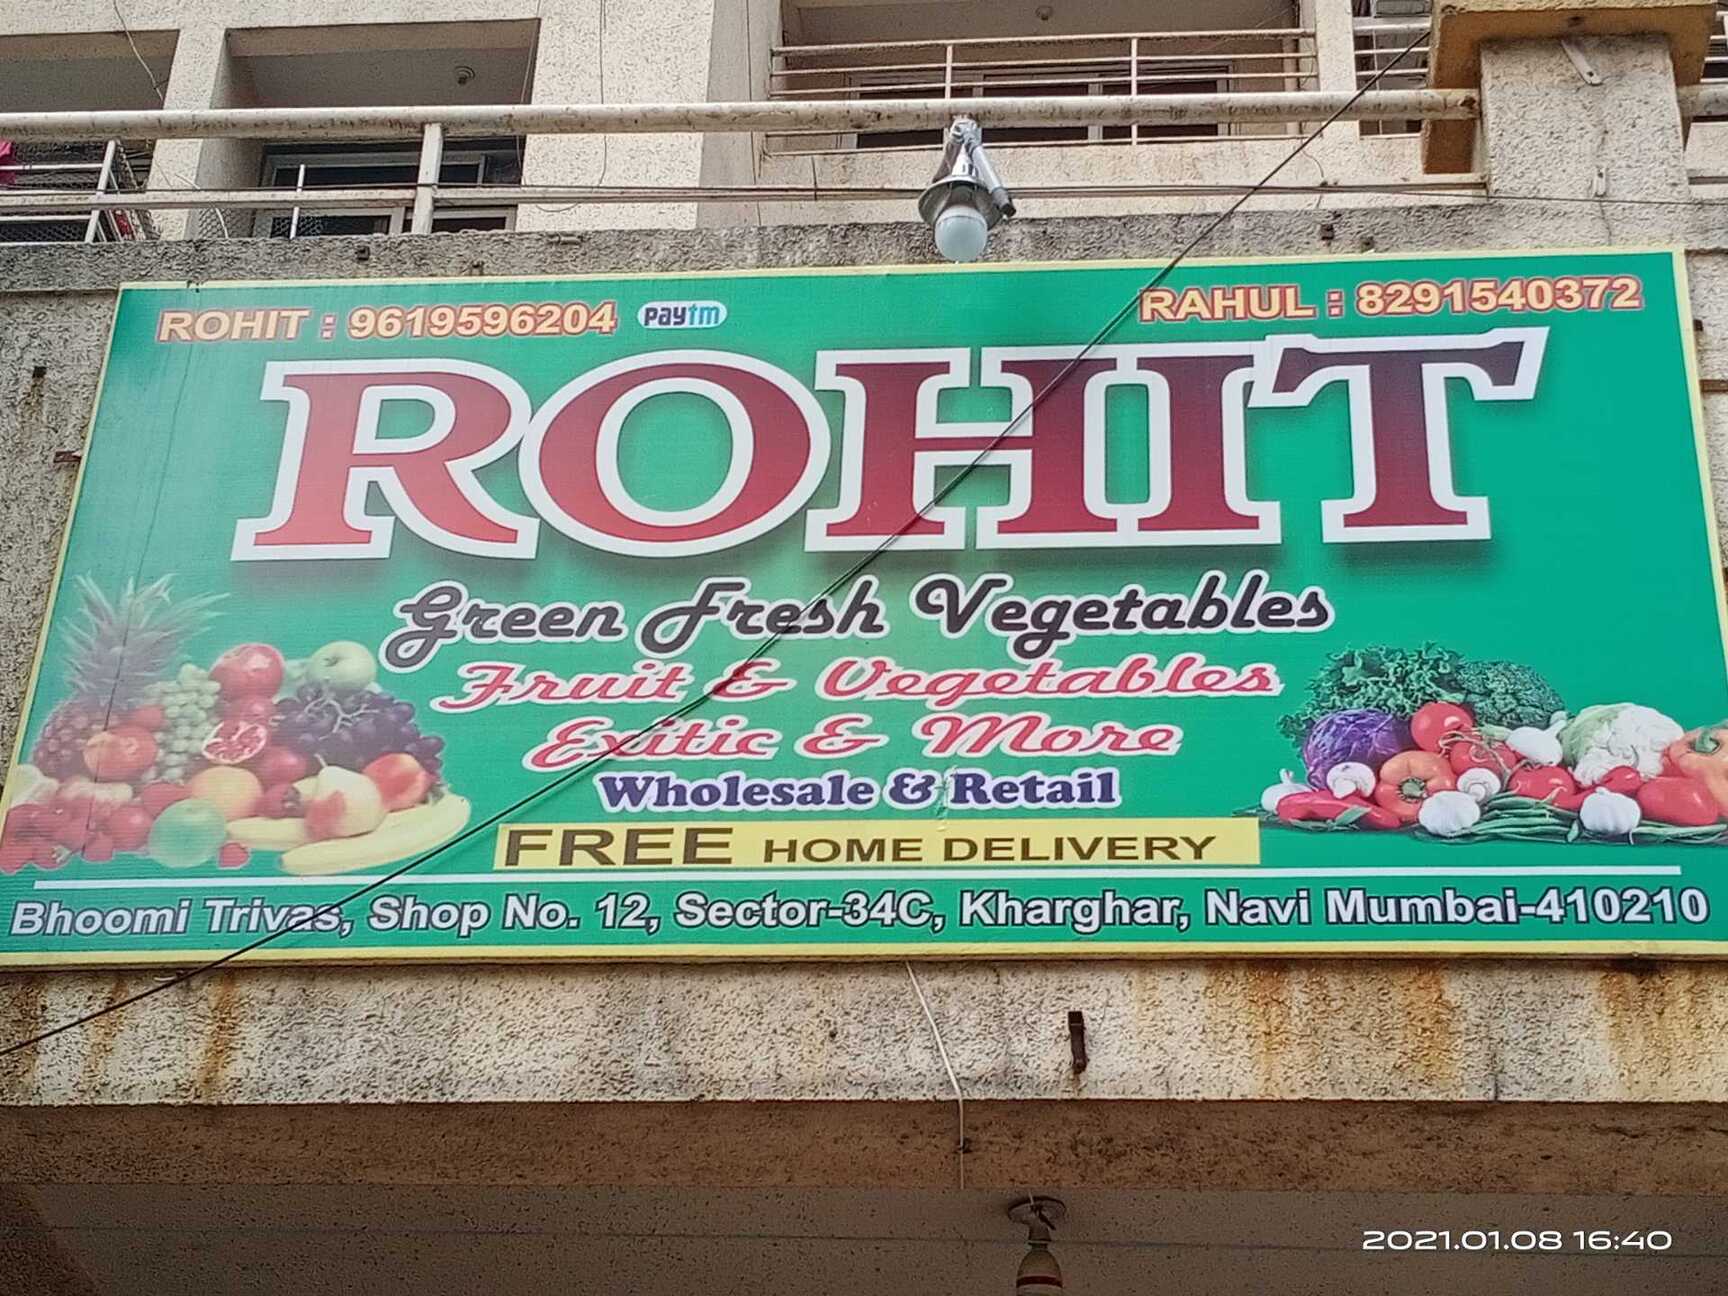 ROHIT : 9619596204 paytm RAHUL : 8291540372
ROHIT
Green Fresh Vegetables
Fruit & Vegetables
Exitic & More
Wholesale & Retail
FREE HOME DELIVERY
Bhoomi Trivas, Shop No. 12, Sector-34C, Kharghar, Navi Mumbai-410210
2021.01.08 16:40